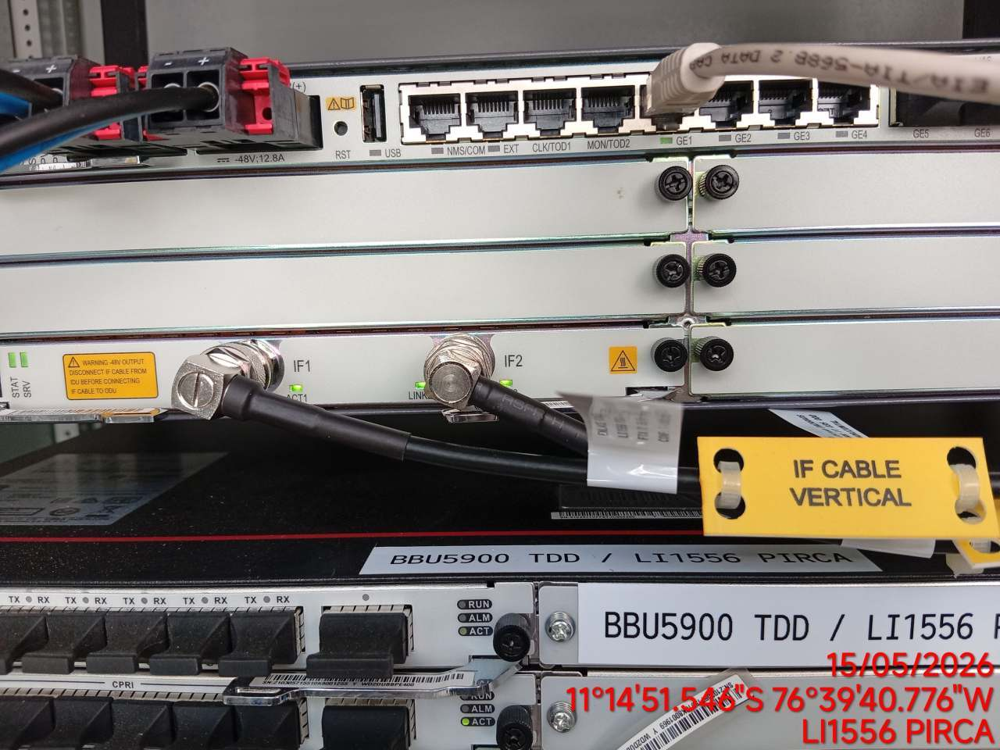 - +
(+)
EIA.TIA-568B.2 DATA CAB
-48V;12.8A
RST
USB
NMS/COM
EXT
CLK/TOD1
MON/TOD2
GE1
GE2
GE3
GE4
GE5
GE6
STAT
SRV
WARNING -48V OUTPUT
DISCONNECT IF CABLE FROM
IDU BEFORE CONNECTING
IF CABLE TO ODU
IF1
ACT1
IF2
LINK
IF CABLE
VERTICAL
BBU5900 TDD / LI1556 PIRCA
TX RX TX RX TX RX TX RX TX RX
RUN
ALM
ACT
BBU5900 TDD / LI1556 P
CPRI
RUN
ALM
ACT
15/05/2026
11°14'51.546"S 76°39'40.776"W
LI1556 PIRCA